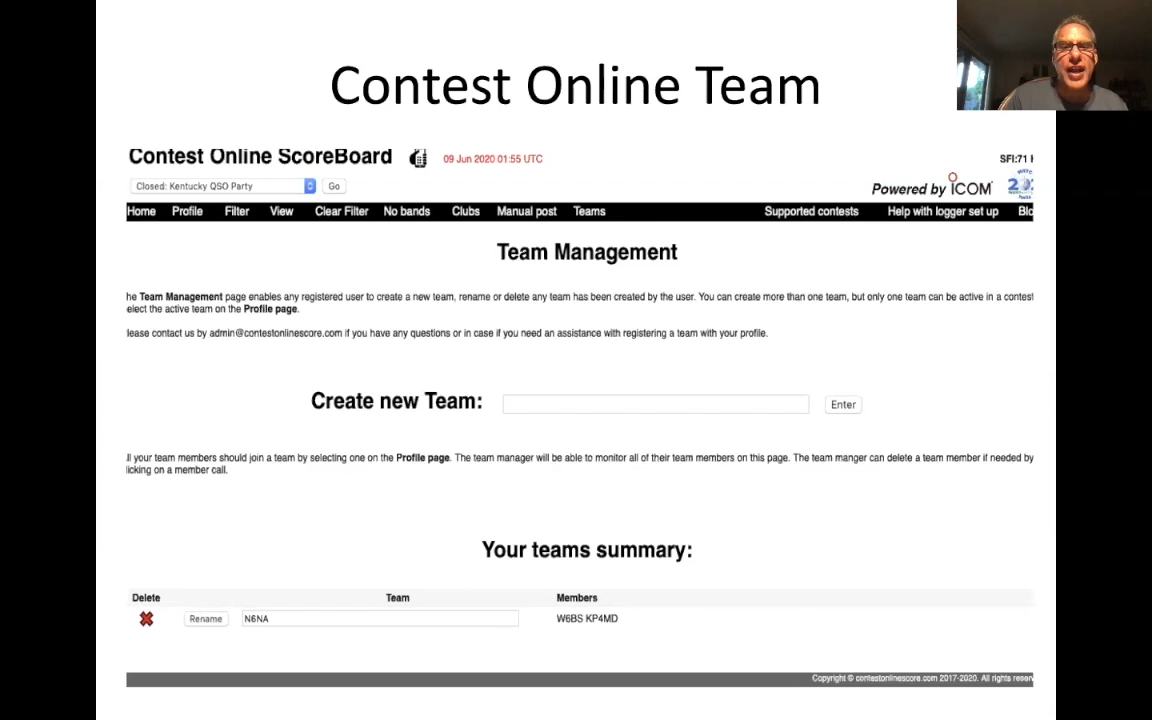 Contest Online Team
Contest Online ScoreBoard 09 Jun 2020 01:55 UTC SFI:71
Closed: Kentucky QSO Party Go Powered by ICOM
Home Profile Filter View Clear Filter No bands Clubs Manual post Teams Supported contests Help with logger set up Blo
Team Management
he Team Management page enables any registered user to create a new team, rename or delete any team has been created by the user. You can create more than one team, but only one team can be active in a contest
elect the active team on the Profile page.
lease contact us by admin@contestonlinescore.com if you have any questions or in case if you need an assistance with registering a team with your profile.
Create new Team: Enter
ll your team members should join a team by selecting one on the Profile page. The team manager will be able to monitor all of their team members on this page. The team manger can delete a team member if needed by
licking on a member call.
Your teams summary:
Delete Team Members
Rename N6NA W6BS KP4MD
Copyright © contestonlinescore.com 2017-2020. All rights reserv